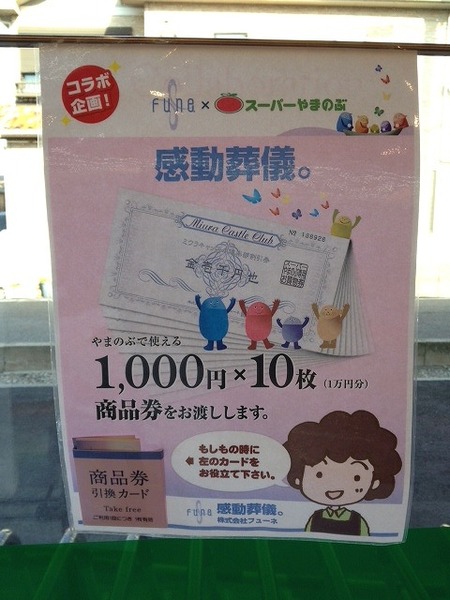 コラボ
企画！
FUNE × スーパーやまのぶ
感動葬儀。
Miura Castle Club
No 188928
金壱千円也
やまのぶで使える
1,000円×10枚（1万円分）
商品券をお渡しします。
もしもの時に
左のカードを
お役立て下さい。
商品券
引換カード
Take free
FUNE 感動葬儀。
株式会社フューネ